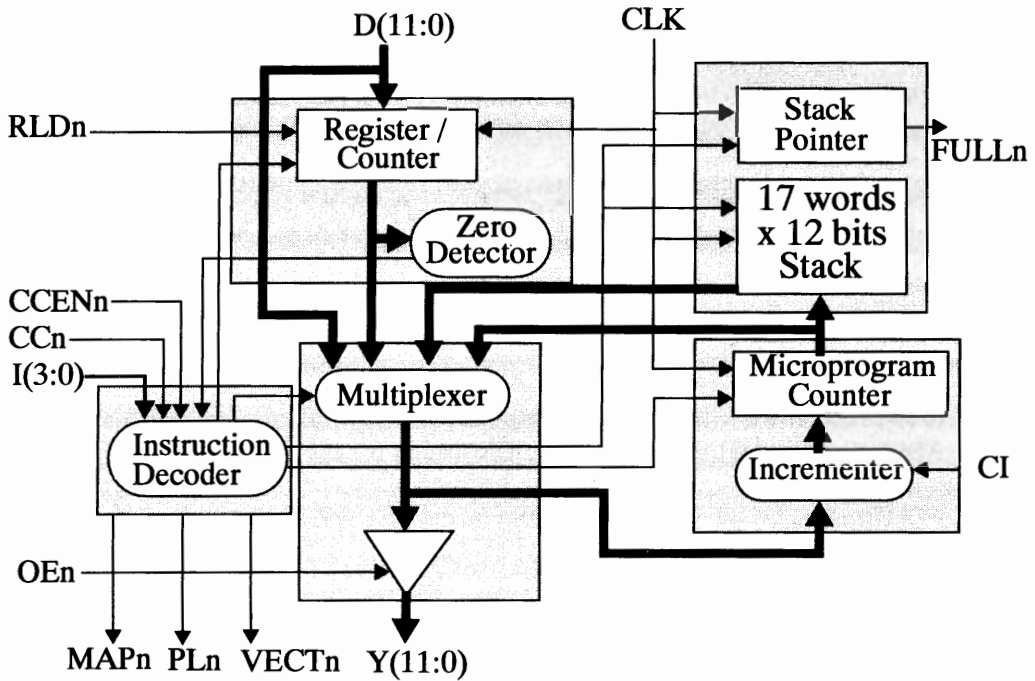 D(11:0)
CLK
RLDn
Register /
Counter
Stack
Pointer
FULLn
Zero
Detector
17 words
x 12 bits
Stack
CCENn
CCn
I(3:0)
Multiplexer
Microprogram
Counter
Instruction
Decoder
Incrementer
CI
OEn
MAPn
PLn
VECTn
Y(11:0)